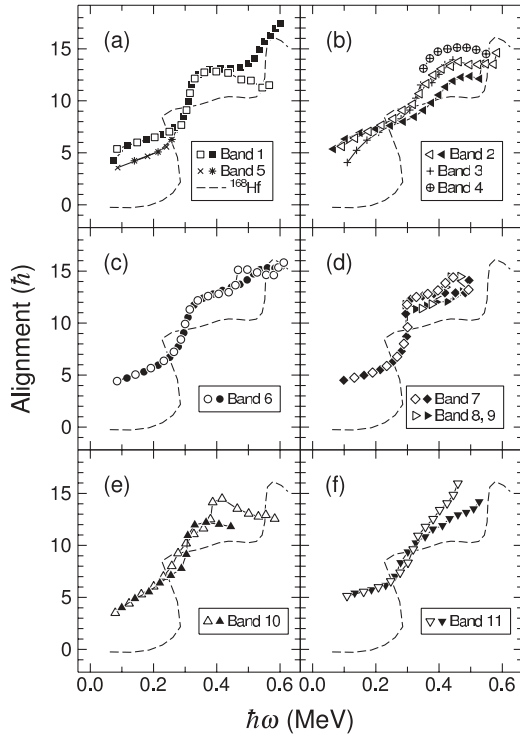 (a)
15
10
5
0
Band 1
Band 5
¹⁶⁸Hf
(b)
Band 2
Band 3
Band 4
(c)
15
10
5
0
Band 6
(d)
Band 7
Band 8, 9
(e)
15
10
5
0
Band 10
(f)
Band 11
0.0 0.2 0.4 0.6 0.0 0.2 0.4 0.6
Alignment (ℏ)
ℏω (MeV)